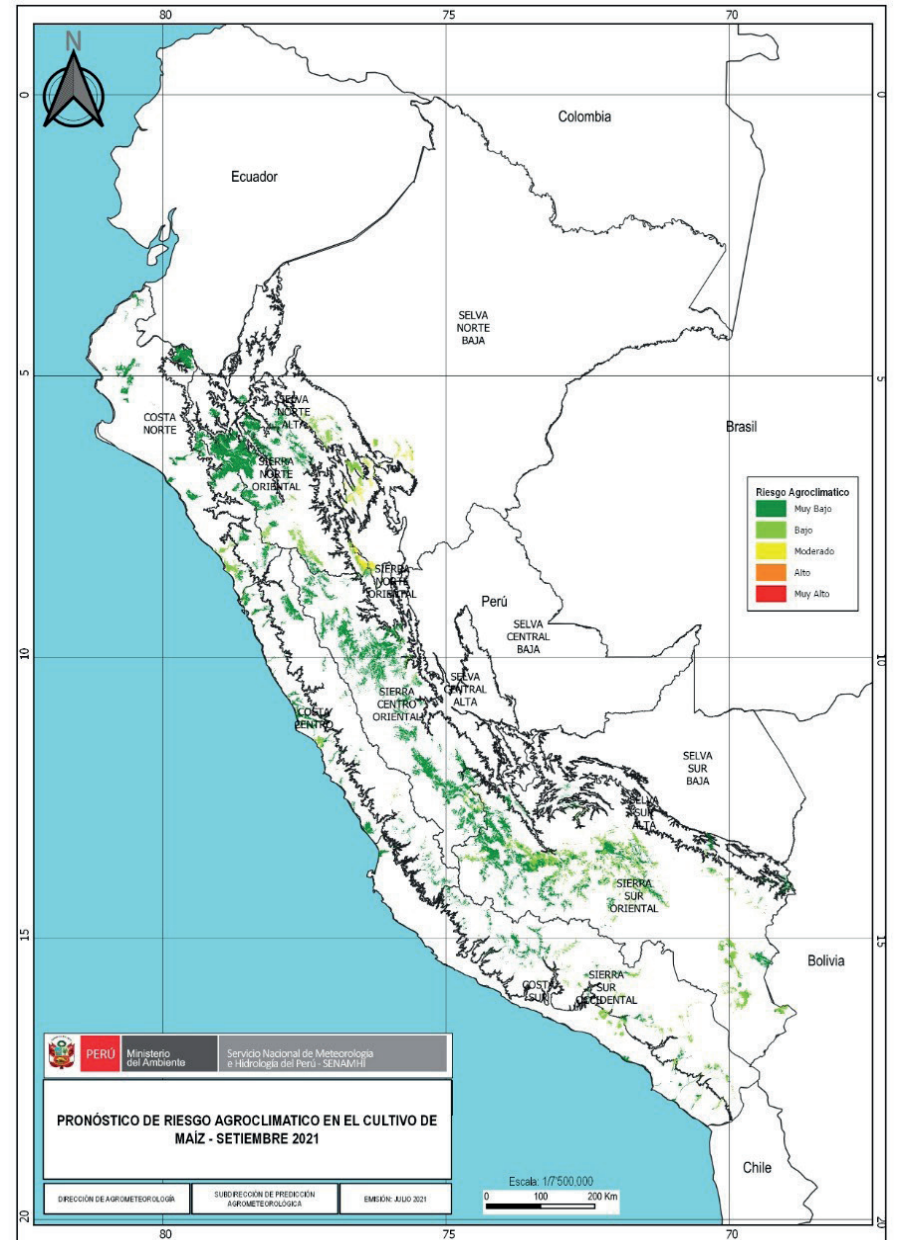 80 75 70
N
0 0
Colombia
Ecuador
SELVA
NORTE
BAJA
5 5
SELVA
NORTE
ALTA
COSTA
NORTE
Brasil
SIERRA
NORTE
ORIENTAL
Riesgo Agroclimatico
Muy Bajo
Bajo
Moderado
Alto
Muy Alto
SIERRA
NORTE
ORIENTAL
Perú
SELVA
CENTRAL
BAJA
10 10
SELVA
CENTRAL
ALTA
SIERRA
CENTRO
ORIENTAL
COSTA
CENTRO
SELVA
SUR
BAJA
SELVA
SUR
ALTA
SIERRA
SUR
ORIENTAL
15 15
Bolivia
SIERRA
SUR
OCCIDENTAL
COSTA
SUR
PERÚ
Ministerio
del Ambiente
Servicio Nacional de Meteorología
e Hidrología del Perú - SENAMHI
PRONÓSTICO DE RIESGO AGROCLIMATICO EN EL CULTIVO DE
MAÍZ - SETIEMBRE 2021
DIRECCIÓN DE AGROMETEOROLOGÍA
SUBDIRECCIÓN DE PREDICCIÓN
AGROMETEOROLÓGICA
EMISIÓN: JULIO 2021
Escala: 1/7'500,000
0 100 200 Km
Chile
20 20
80 75 70